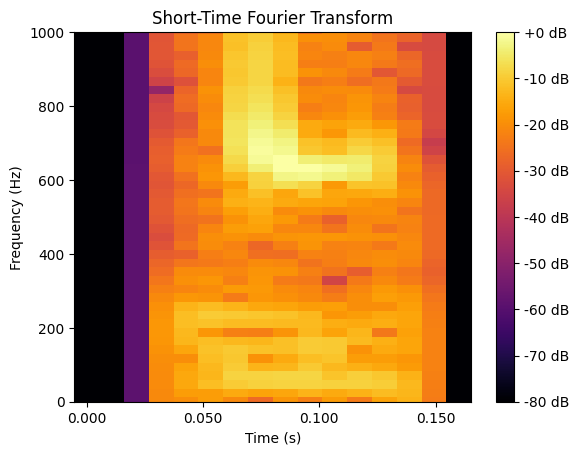 Short-Time Fourier Transform
1000
800
600
400
200
0
Frequency (Hz)
0.000
0.050
0.100
0.150
Time (s)
+0 dB
-10 dB
-20 dB
-30 dB
-40 dB
-50 dB
-60 dB
-70 dB
-80 dB